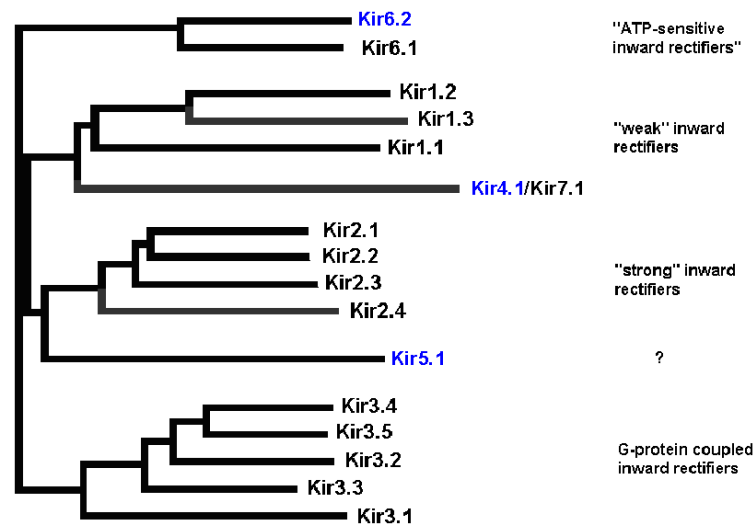 Kir6.2
Kir6.1
"ATP-sensitive
inward rectifiers"
Kir1.2
Kir1.3
Kir1.1
Kir4.1/Kir7.1
"weak" inward
rectifiers
Kir2.1
Kir2.2
Kir2.3
Kir2.4
"strong" inward
rectifiers
Kir5.1
?
Kir3.4
Kir3.5
Kir3.2
Kir3.3
Kir3.1
G-protein coupled
inward rectifiers